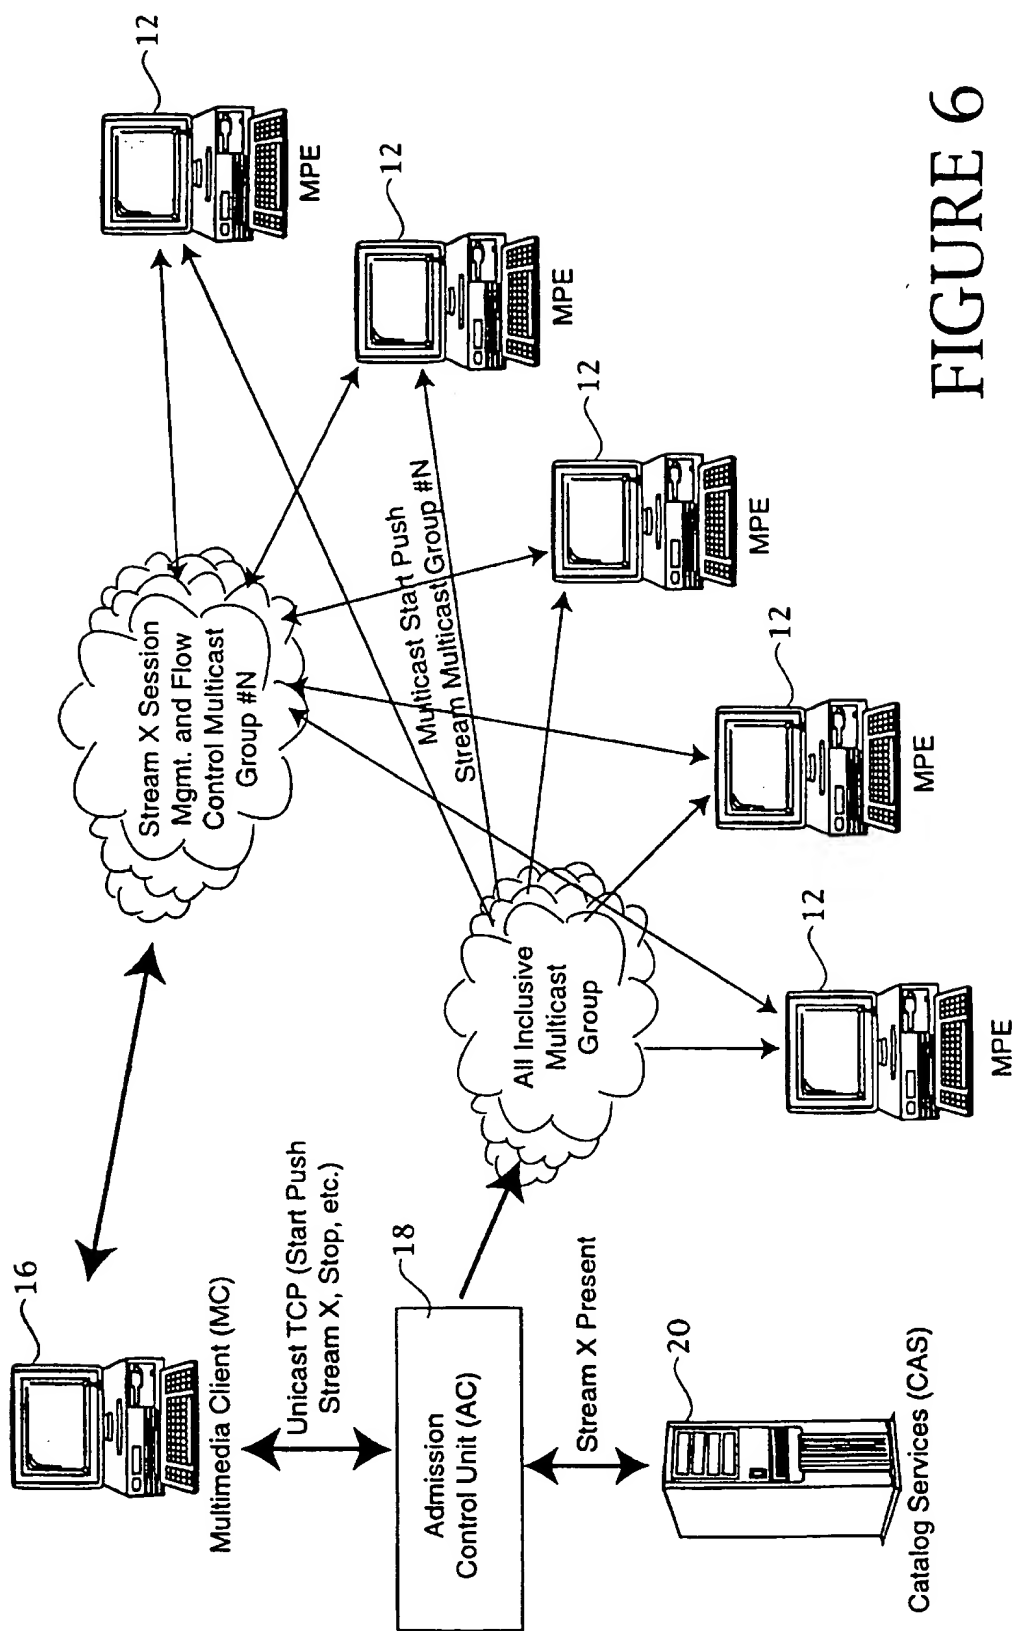 16
Multimedia Client (MC)
Unicast TCP (Start Push
Stream X, Stop, etc.)
18
Admission
Control Unit (AC)
Stream X Present
20
Catalog Services (CAS)
Stream X Session
Mgmt. and Flow
Control Multicast
Group #N
All Inclusive
Multicast
Group
Multicast Start Push
Stream Multicast Group #N
12
MPE
12
MPE
12
MPE
12
MPE
12
MPE
FIGURE 6